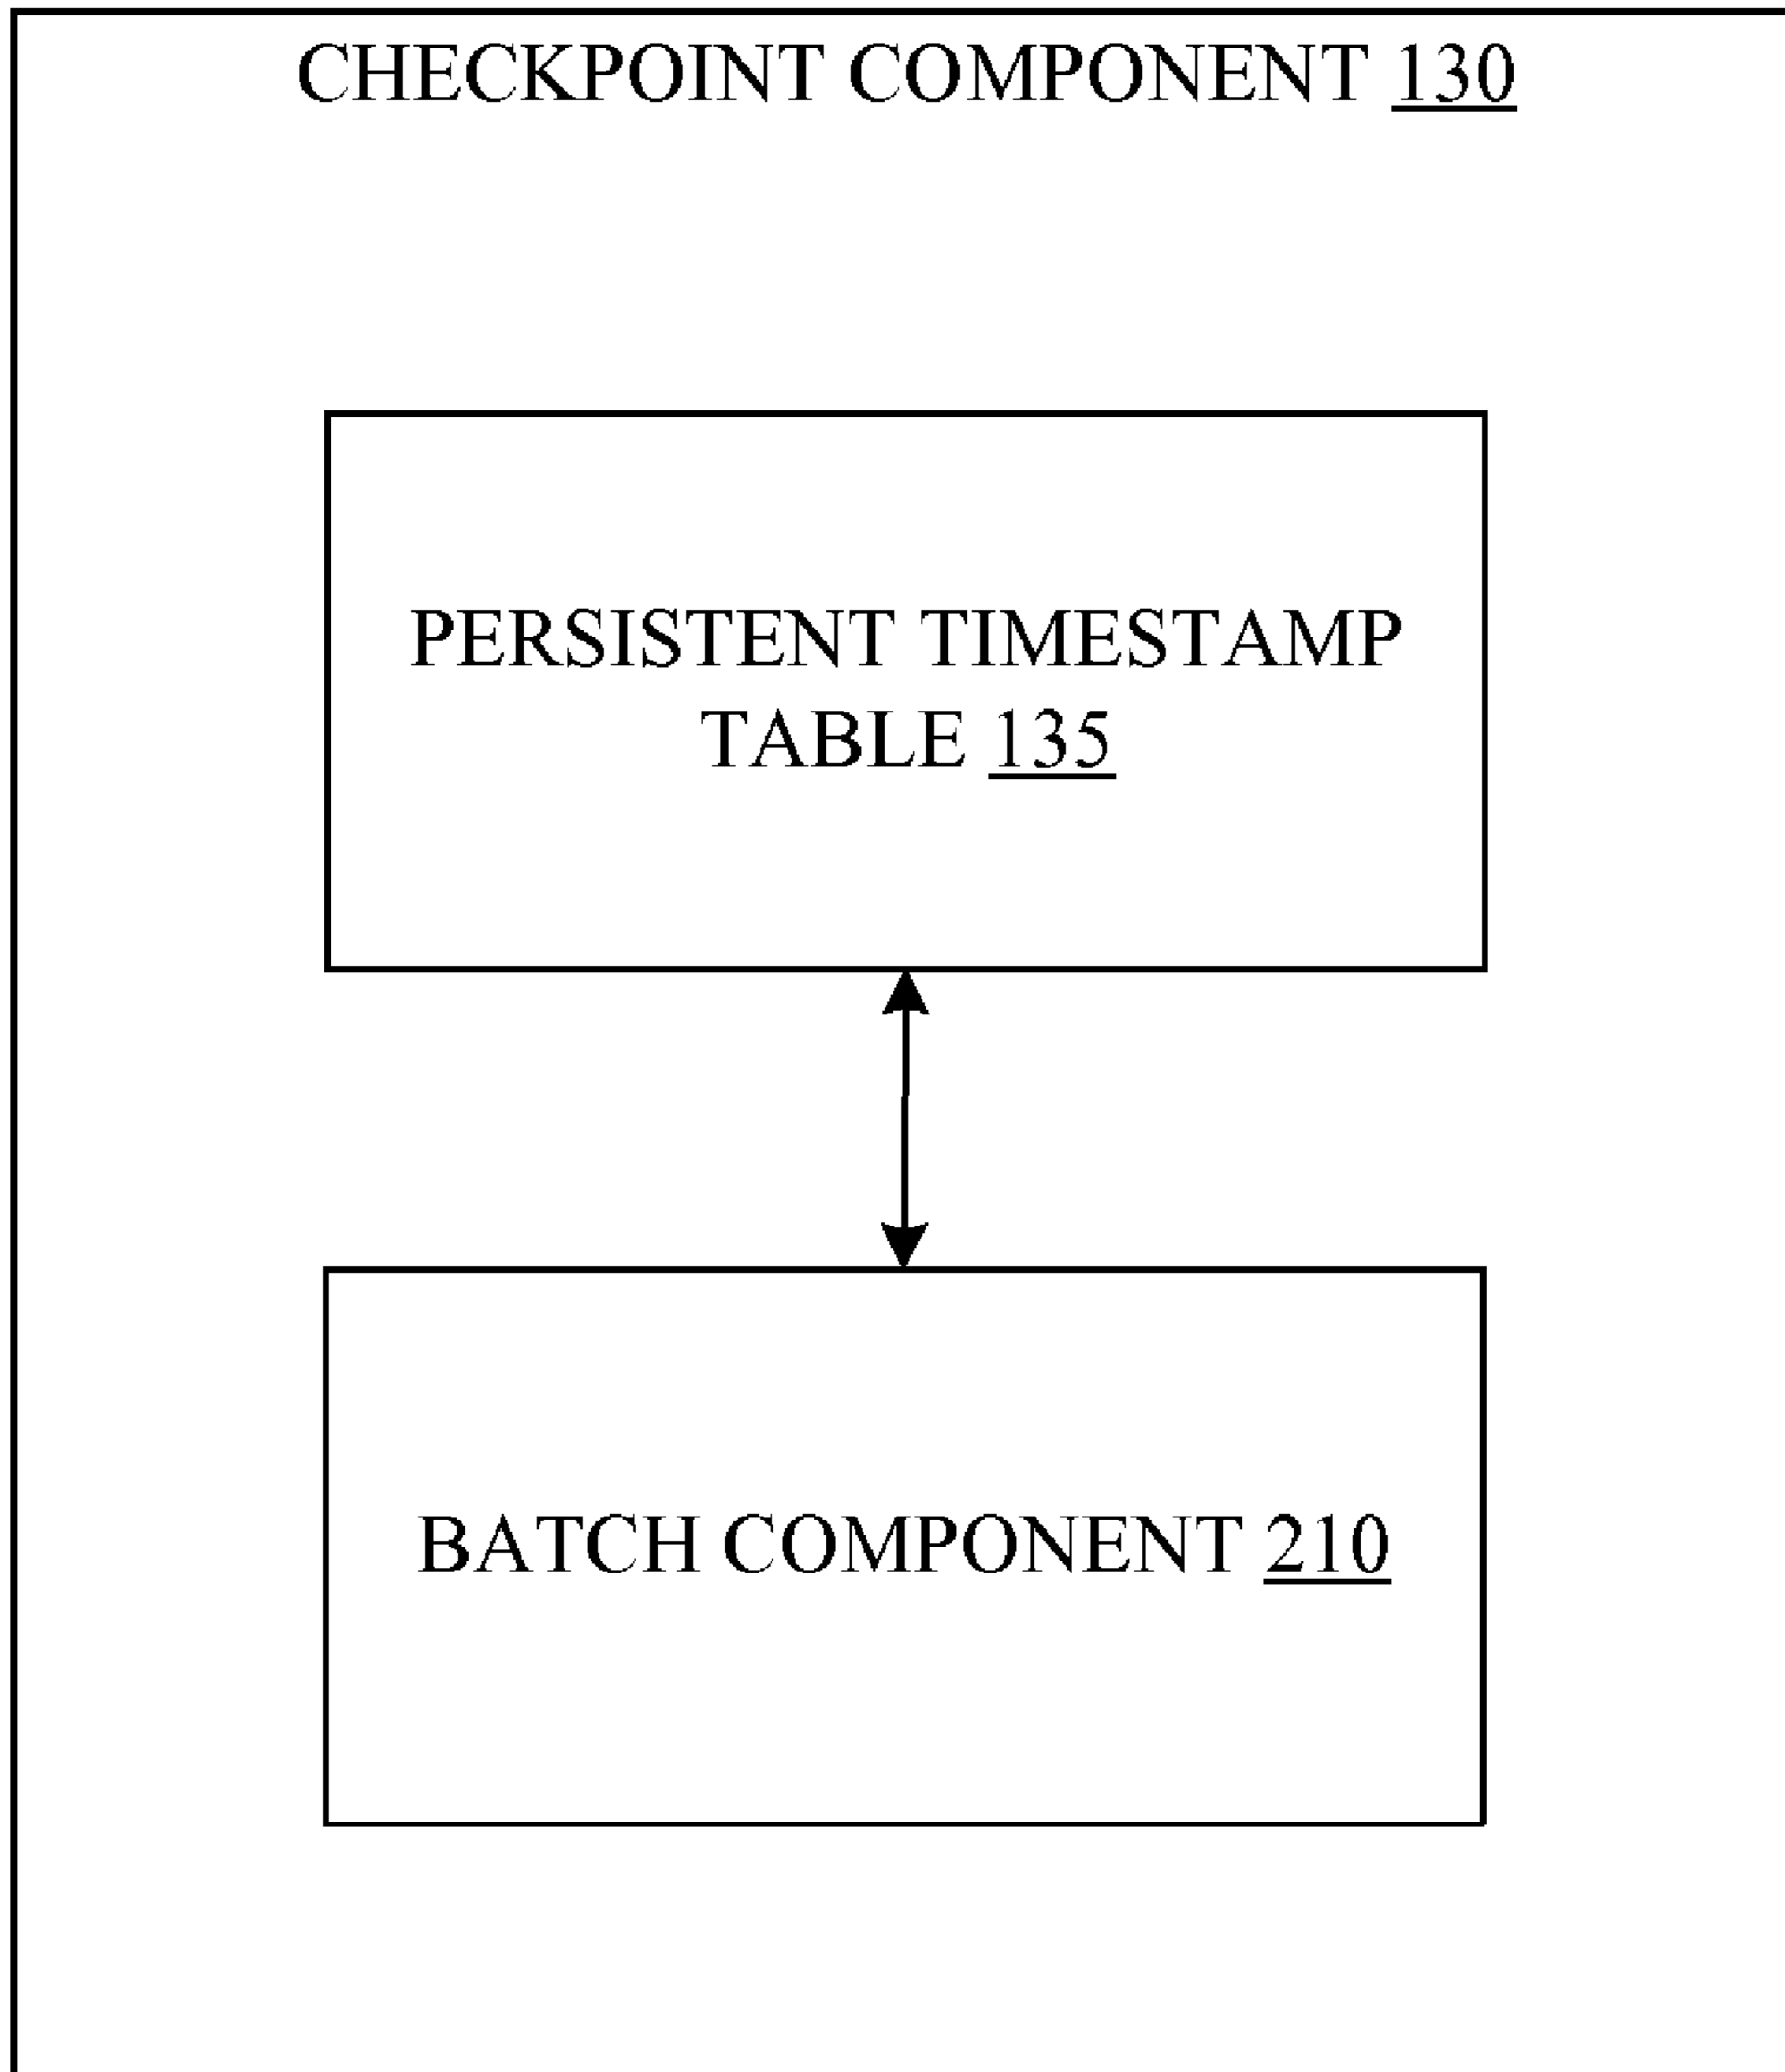 CHECKPOINT COMPONENT 130
PERSISTENT TIMESTAMP
TABLE 135
BATCH COMPONENT 210